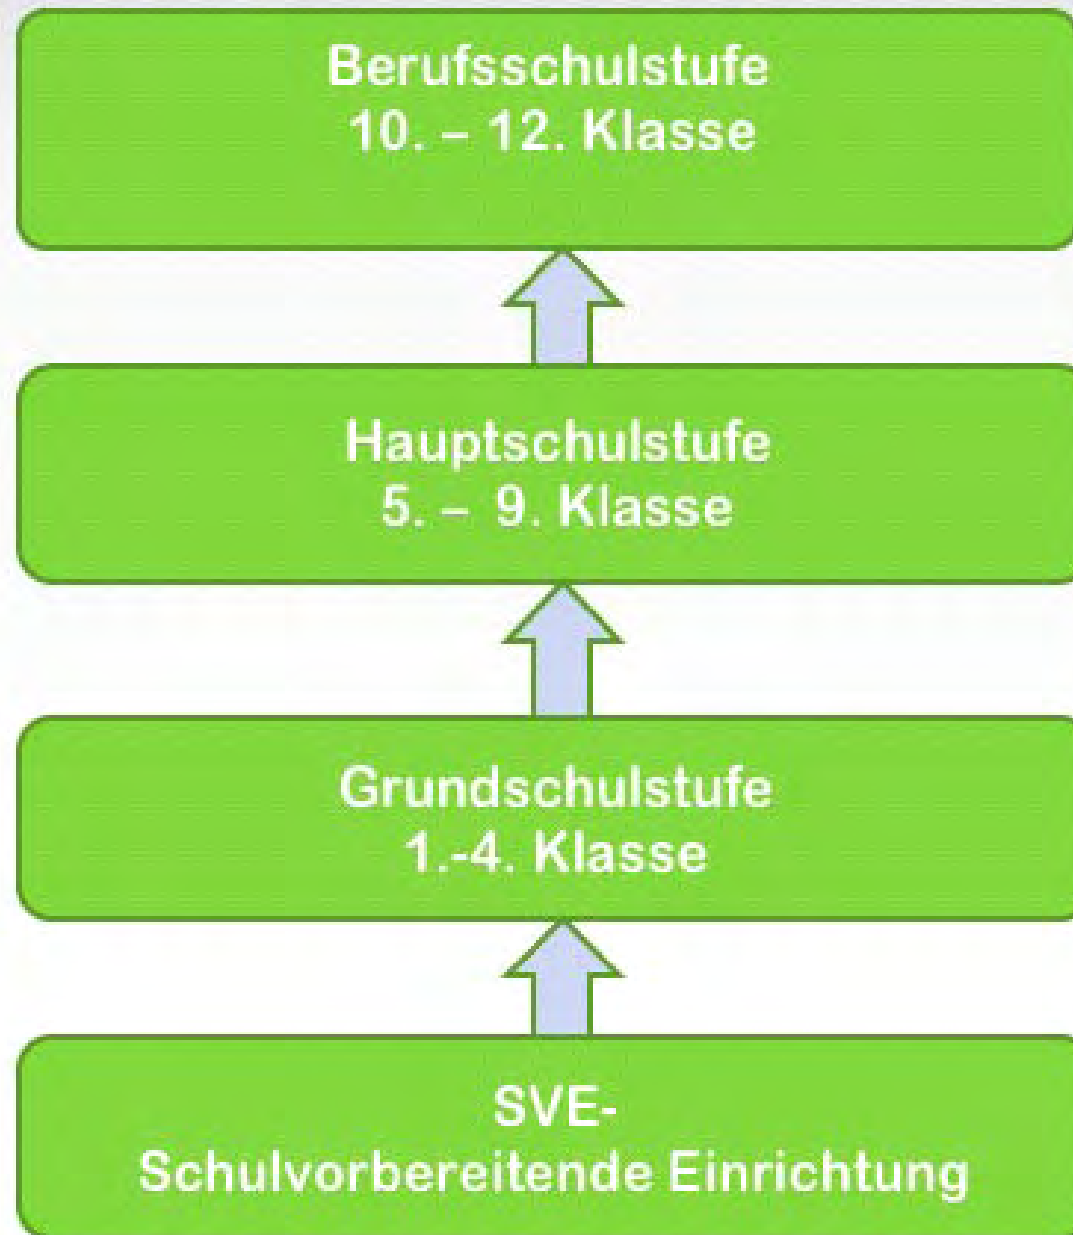 Berufsschulstufe
10. – 12. Klasse
Hauptschulstufe
5. – 9. Klasse
Grundschulstufe
1.-4. Klasse
SVE-
Schulvorbereitende Einrichtung